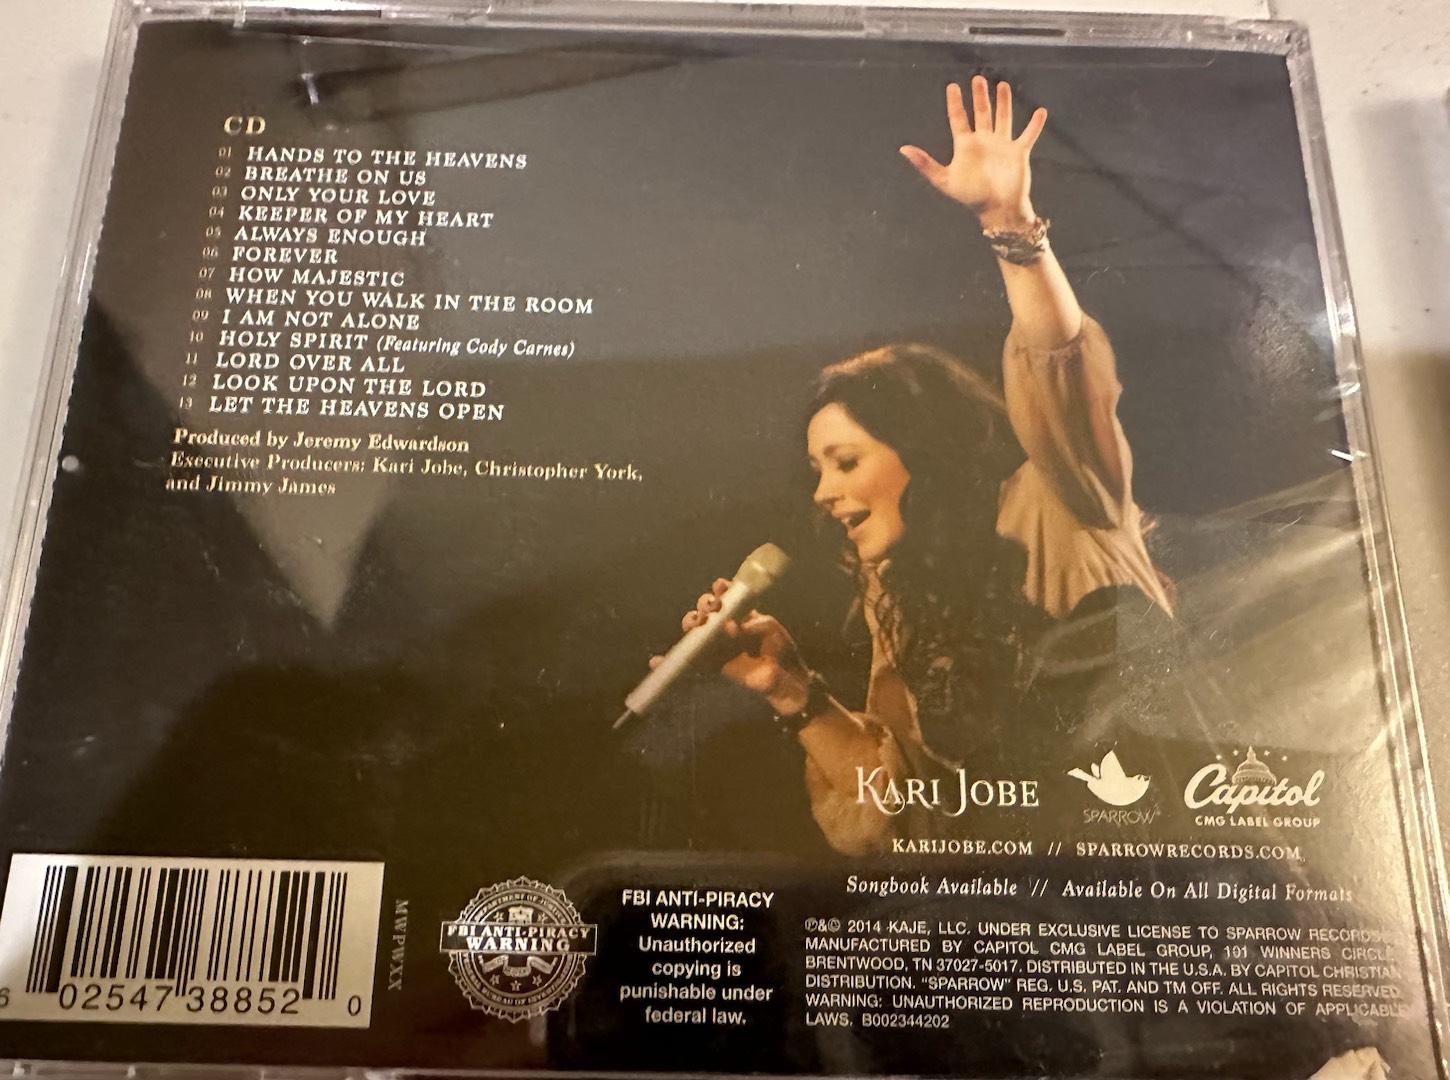 CD
01 HANDS TO THE HEAVENS
02 BREATHE ON US
03 ONLY YOUR LOVE
04 KEEPER OF MY HEART
05 ALWAYS ENOUGH
06 FOREVER
07 HOW MAJESTIC
08 WHEN YOU WALK IN THE ROOM
09 I AM NOT ALONE
10 HOLY SPIRIT (Featuring Cody Carnes)
11 LORD OVER ALL
12 LOOK UPON THE LORD
13 LET THE HEAVENS OPEN
Produced by Jeremy Edwardson
Executive Producers: Kari Jobe, Christopher York,
and Jimmy James
KARI JOBE
SPARROW
Capitol
CMG LABEL GROUP
KARIJOBE.COM // SPARROWRECORDS.COM
Songbook Available // Available On All Digital Formats
6 02547 38852 0
MWPWXX
FBI ANTI-PIRACY
WARNING
FBI ANTI-PIRACY
WARNING:
Unauthorized
copying is
punishable under
federal law.
℗&© 2014 KAJE, LLC. UNDER EXCLUSIVE LICENSE TO SPARROW RECORDS.
MANUFACTURED BY CAPITOL CMG LABEL GROUP, 101 WINNERS CIRCLE
BRENTWOOD, TN 37027-5017. DISTRIBUTED IN THE U.S.A. BY CAPITOL CHRISTIAN
DISTRIBUTION. "SPARROW" REG. U.S. PAT. AND TM OFF. ALL RIGHTS RESERVED.
WARNING: UNAUTHORIZED REPRODUCTION IS A VIOLATION OF APPLICABLE
LAWS. B002344202